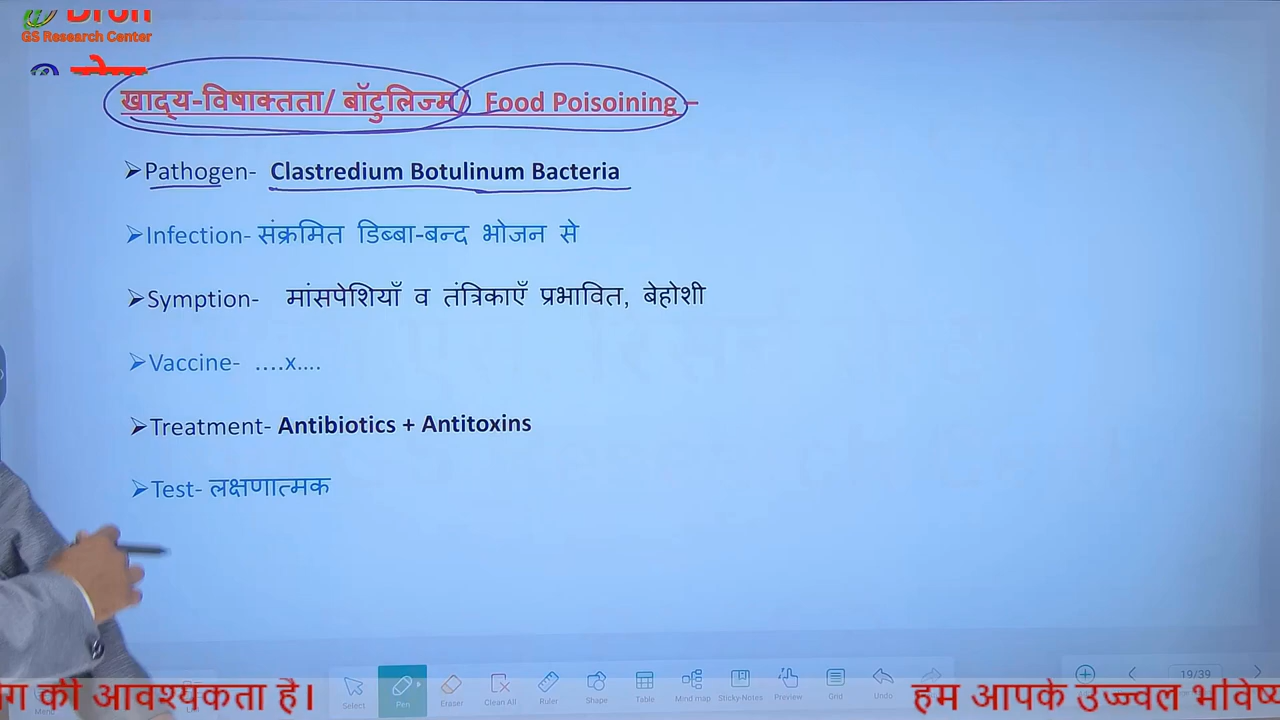 GS Research Center
खाद्य-विषाक्तता/ बॉटुलिज्म/ Food Poisoining –
➢Pathogen- Clastredium Botulinum Bacteria
➢Infection- संक्रमित डिब्बा-बन्द भोजन से
➢Symption- मांसपेशियाँ व तंत्रिकाएँ प्रभावित, बेहोशी
➢Vaccine- ....x....
➢Treatment- Antibiotics + Antitoxins
➢Test- लक्षणात्मक
19/39
Select Pen Eraser Clean All Ruler Shape Table Mind map Sticky-Notes Preview Grid Undo
की आवश्यकता है। हम आपके उज्ज्वल भविष्य